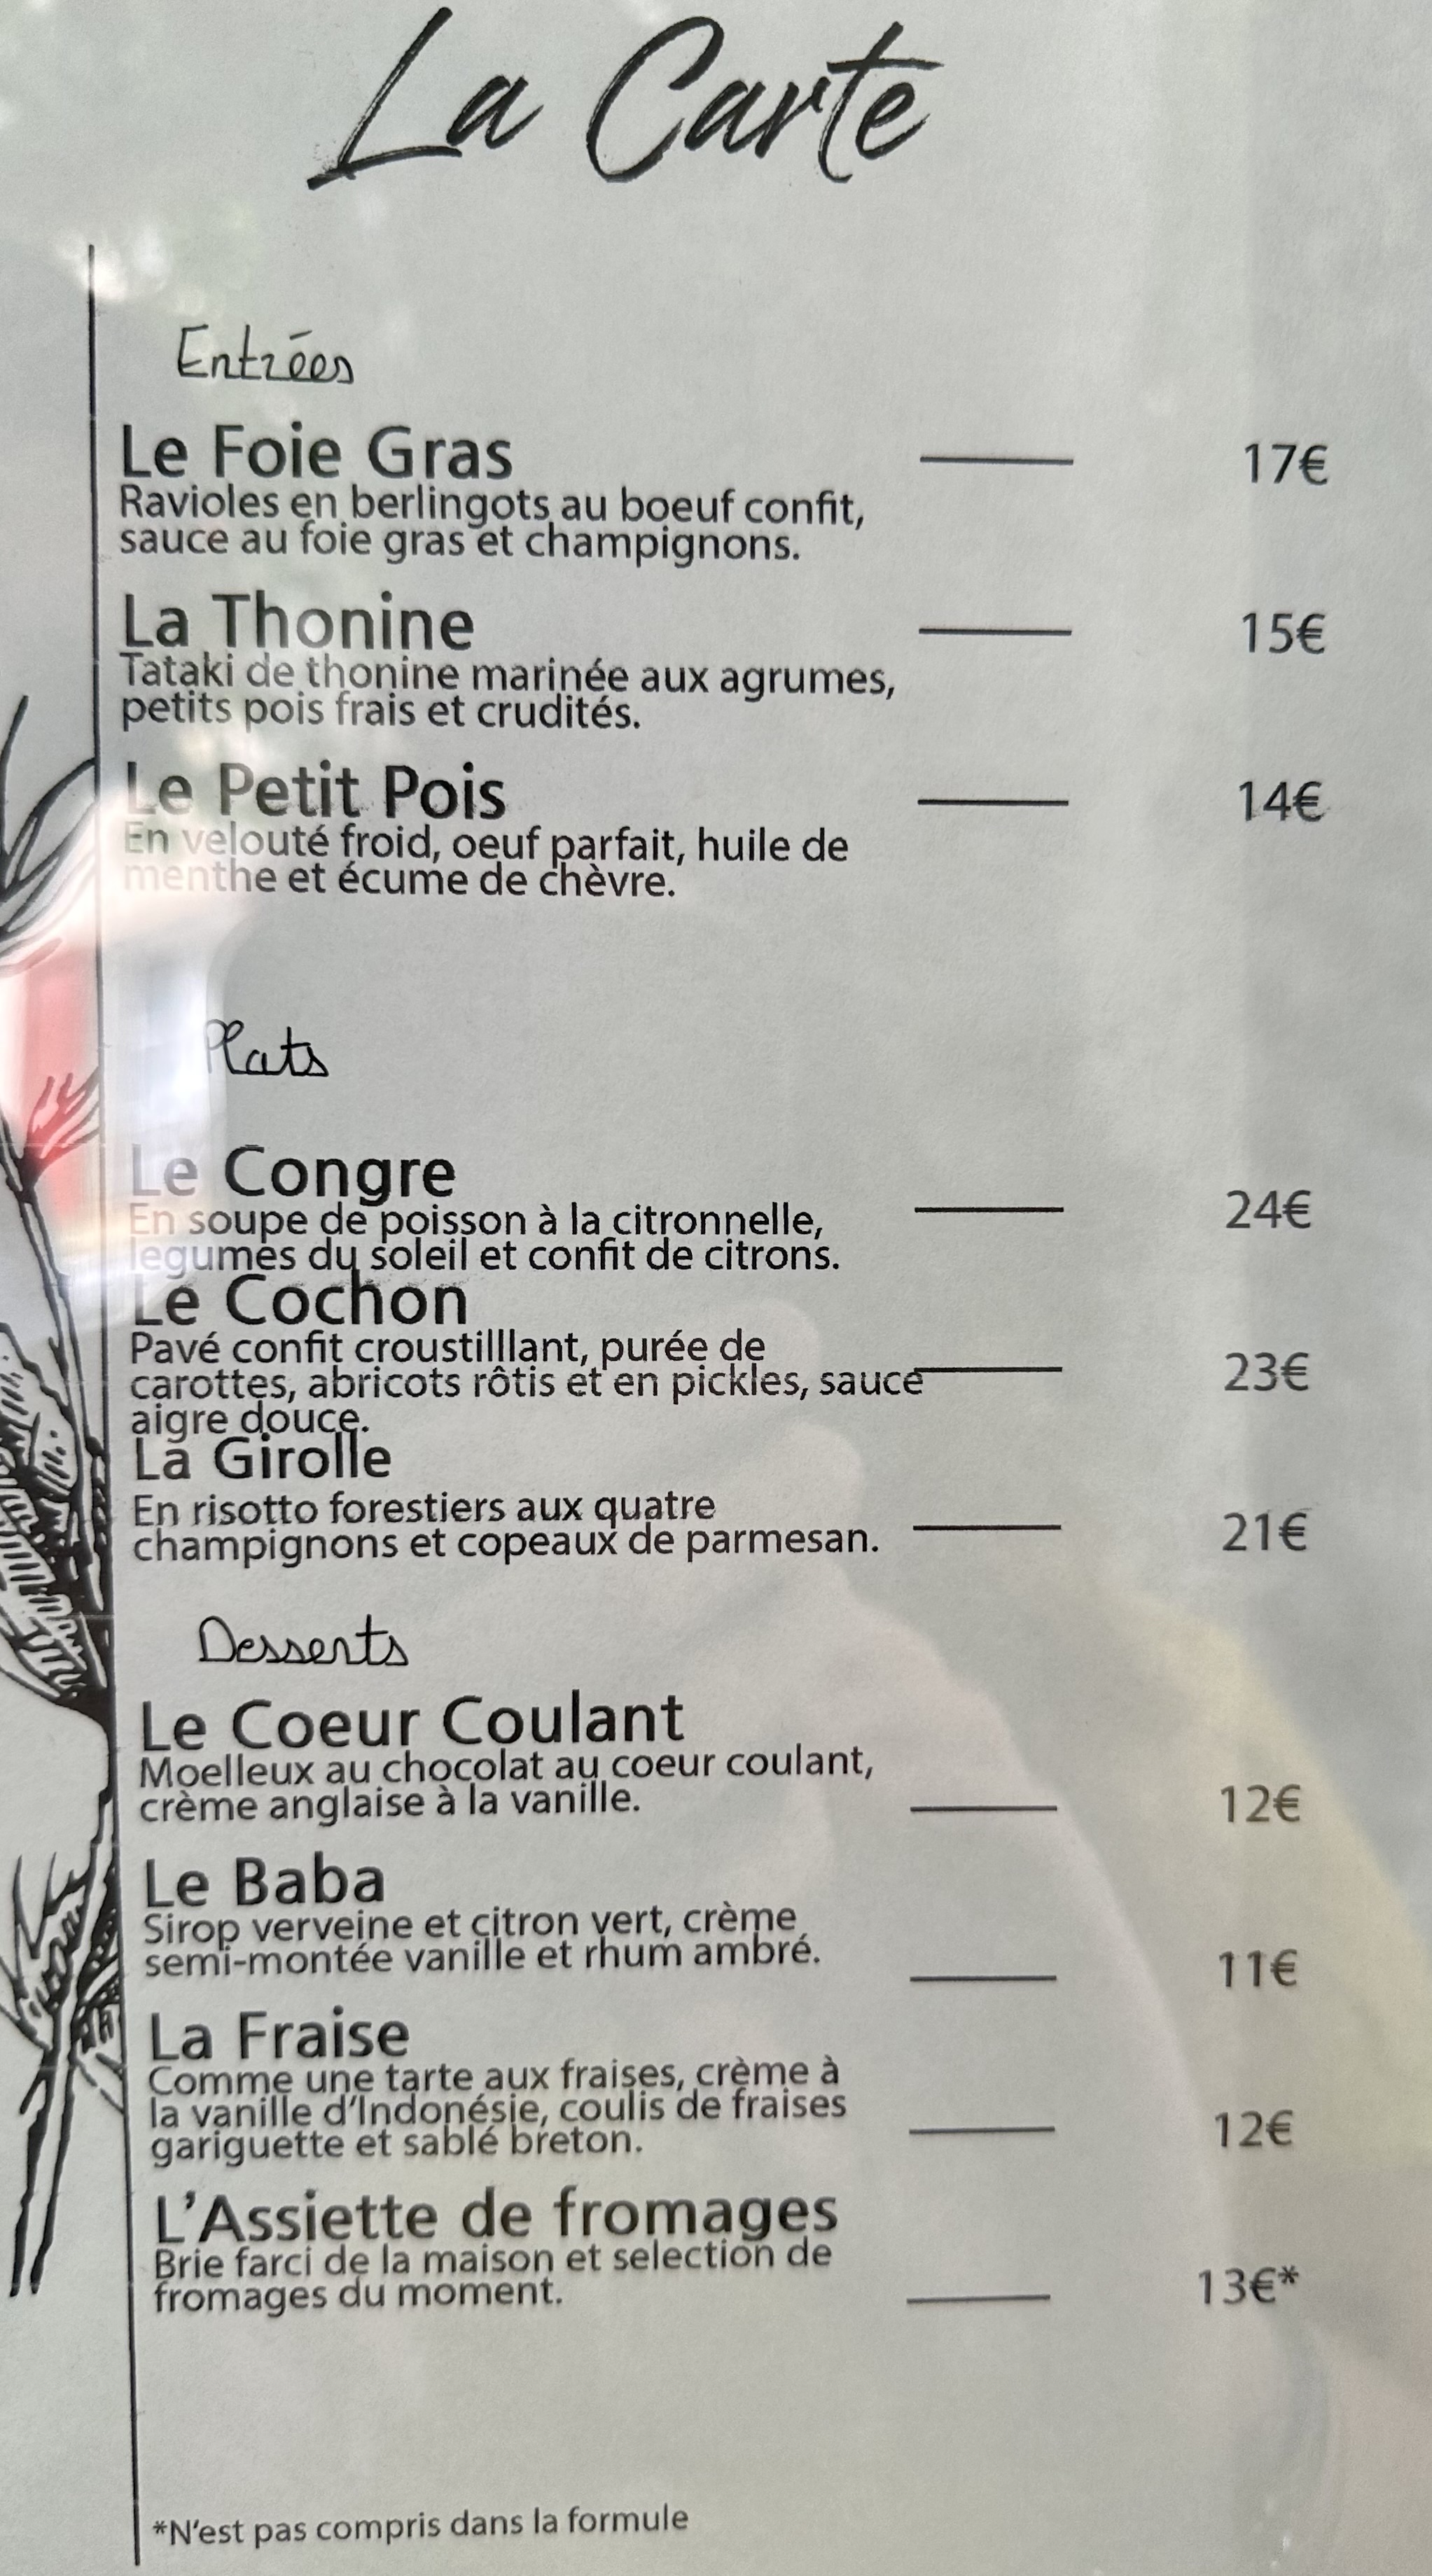 La Carte
Entrées
Le Foie Gras
17€
Ravioles en berlingots au boeuf confit,
sauce au foie gras et champignons.
La Thonine
15€
Tataki de thonine marinée aux agrumes,
petits pois frais et crudités.
Le Petit Pois
14€
En velouté froid, oeuf parfait, huile de
menthe et écume de chèvre.
Plats
Le Congre
24€
En soupe de poisson à la citronnelle,
legumes du soleil et confit de citrons.
Le Cochon
Pavé confit croustilllant, purée de
23€
carottes, abricots rôtis et en pickles, sauce
aigre douce.
La Girolle
En risotto forestiers aux quatre
21€
champignons et copeaux de parmesan.
Desserts
Le Coeur Coulant
Moelleux au chocolat au coeur coulant,
crème anglaise à la vanille.
12€
Le Baba
Sirop verveine et citron vert, crème
semi-montée vanille et rhum ambré.
11€
La Fraise
Comme une tarte aux fraises, crème à
la vanille d'Indonésie, coulis de fraises
gariguette et sablé breton.
12€
L'Assiette de fromages
Brie farci de la maison et selection de
fromages du moment.
13€*
*N'est pas compris dans la formule